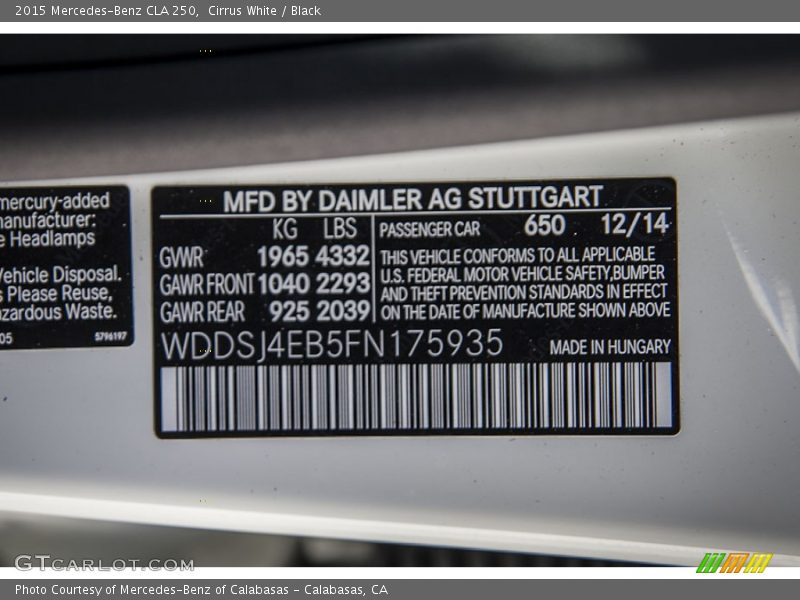 2015 Mercedes-Benz CLA 250, Cirrus White / Black
mercury-added
manufacturer:
e Headlamps
Vehicle Disposal.
s Please Reuse,
azardous Waste.
05 5796197
MFD BY DAIMLER AG STUTTGART
KG LBS
GWR 1965 4332
GAWR FRONT 1040 2293
GAWR REAR 925 2039
PASSENGER CAR 650 12/14
THIS VEHICLE CONFORMS TO ALL APPLICABLE
U.S. FEDERAL MOTOR VEHICLE SAFETY,BUMPER
AND THEFT PREVENTION STANDARDS IN EFFECT
ON THE DATE OF MANUFACTURE SHOWN ABOVE
WDDSJ4EB5FN175935
MADE IN HUNGARY
GTCARLOT.COM
Photo Courtesy of Mercedes-Benz of Calabasas - Calabasas, CA